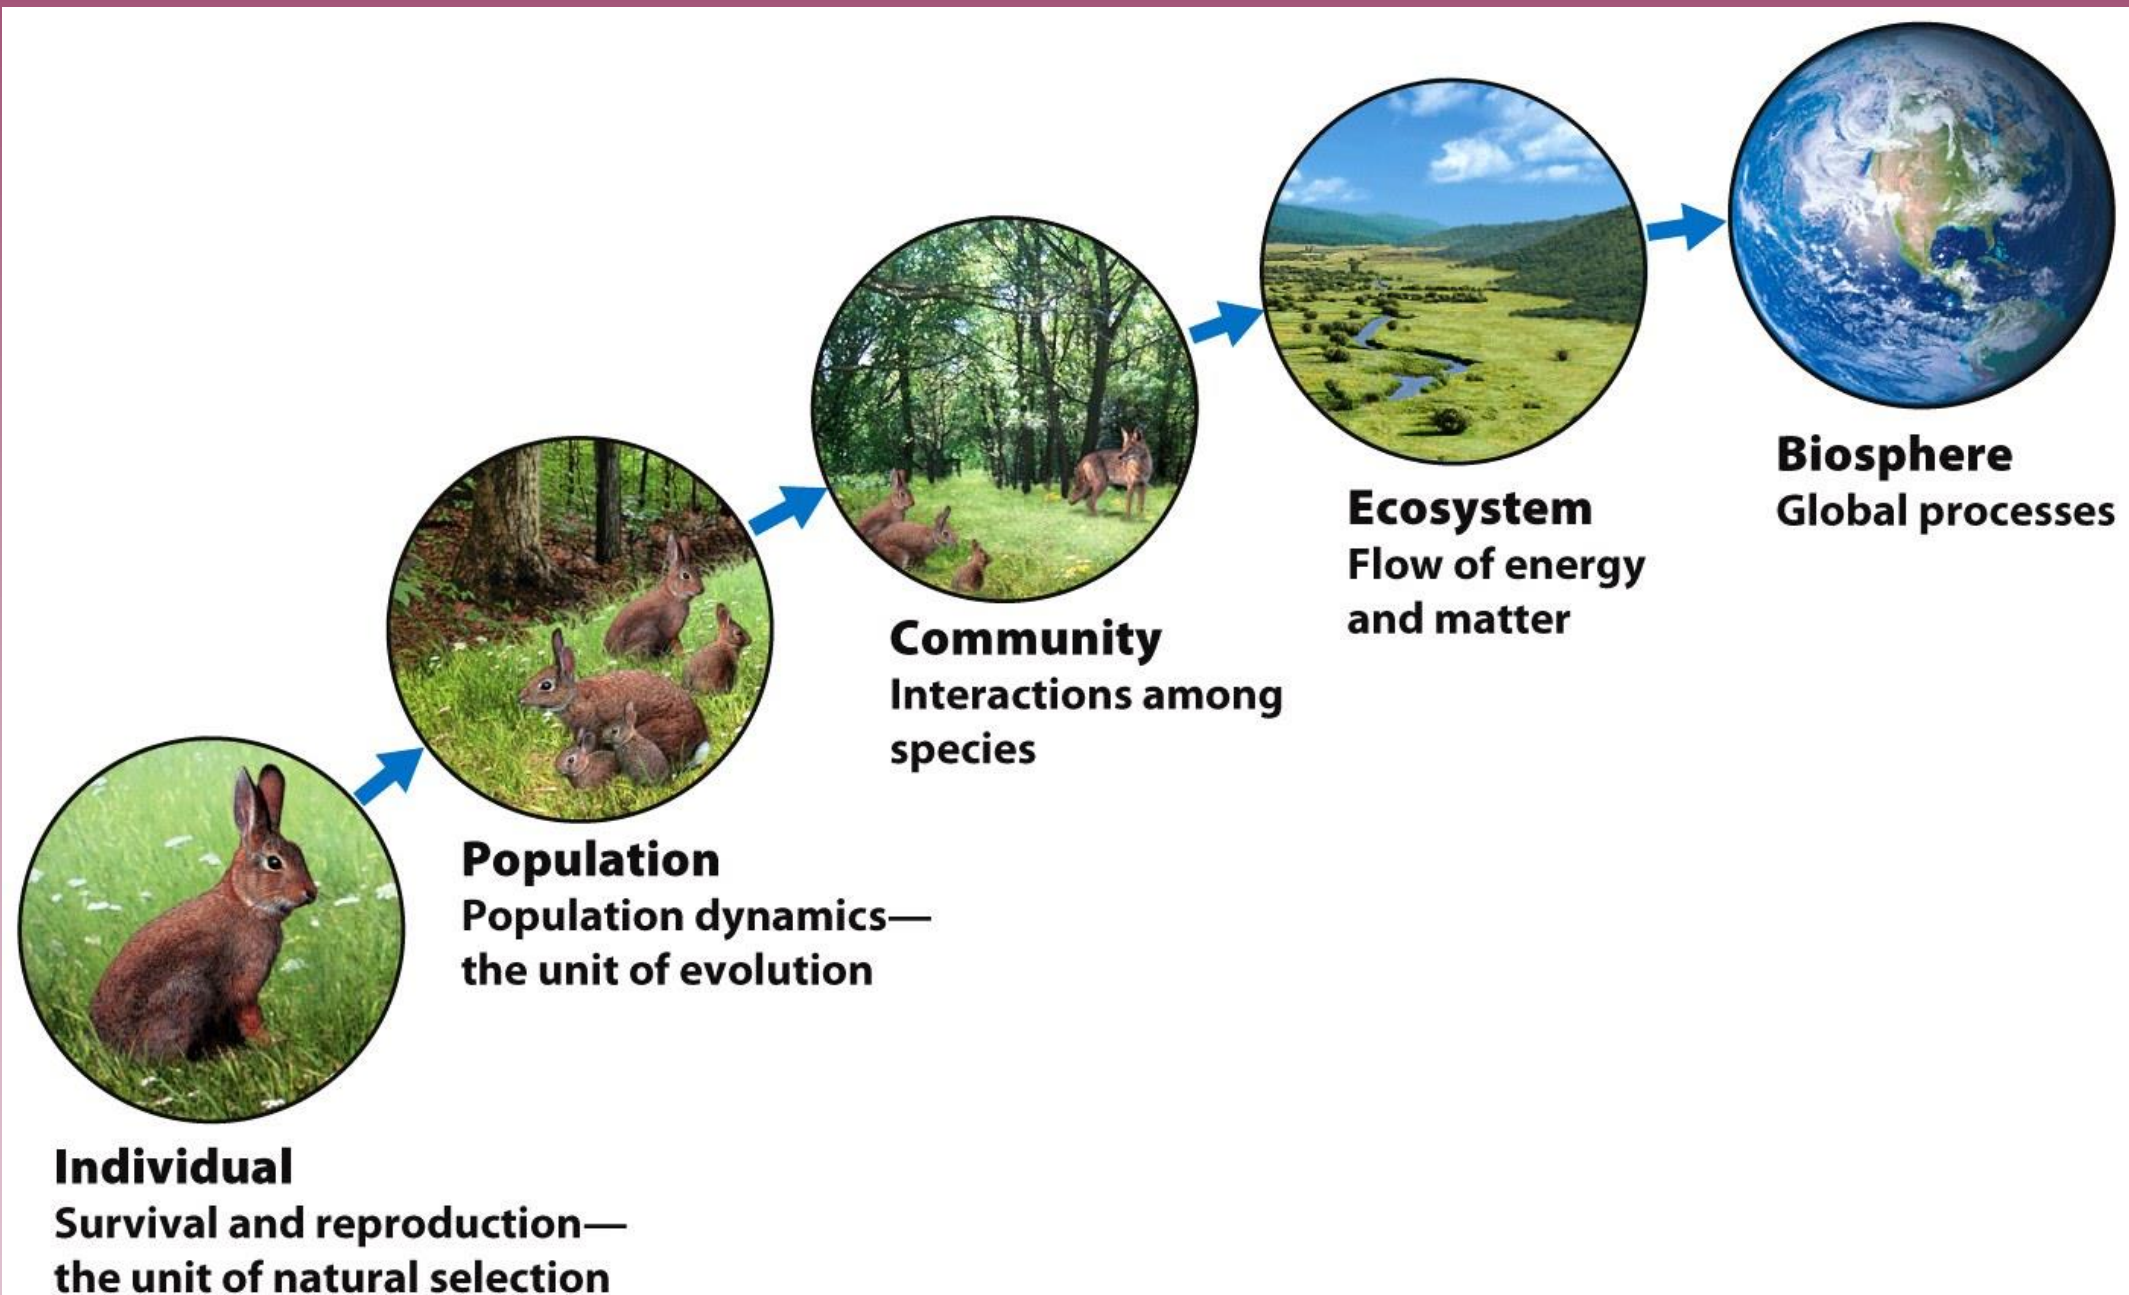 Individual
Survival and reproduction—
the unit of natural selection
Population
Population dynamics—
the unit of evolution
Community
Interactions among
species
Ecosystem
Flow of energy
and matter
Biosphere
Global processes